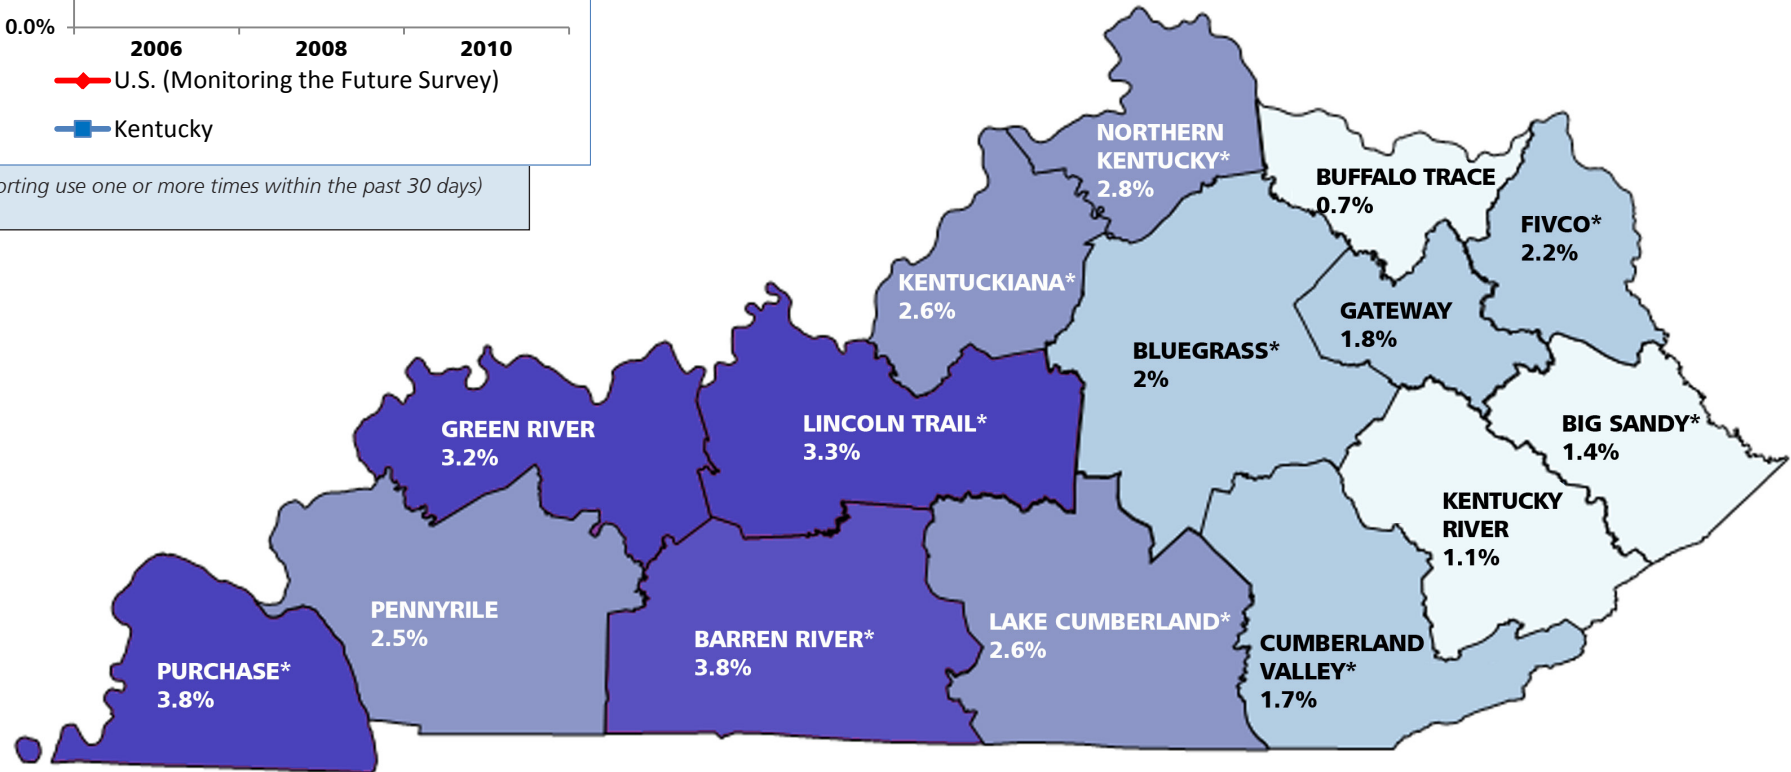 0.0%
2006 2008 2010
U.S. (Monitoring the Future Survey)
Kentucky
orting use one or more times within the past 30 days)
NORTHERN
KENTUCKY*
2.8%
BUFFALO TRACE
0.7%
FIVCO*
2.2%
KENTUCKIANA*
2.6%
GATEWAY
1.8%
BLUEGRASS*
2%
GREEN RIVER
3.2%
LINCOLN TRAIL*
3.3%
BIG SANDY*
1.4%
KENTUCKY
RIVER
1.1%
PENNYRILE
2.5%
BARREN RIVER*
3.8%
LAKE CUMBERLAND*
2.6%
CUMBERLAND
VALLEY*
1.7%
PURCHASE*
3.8%